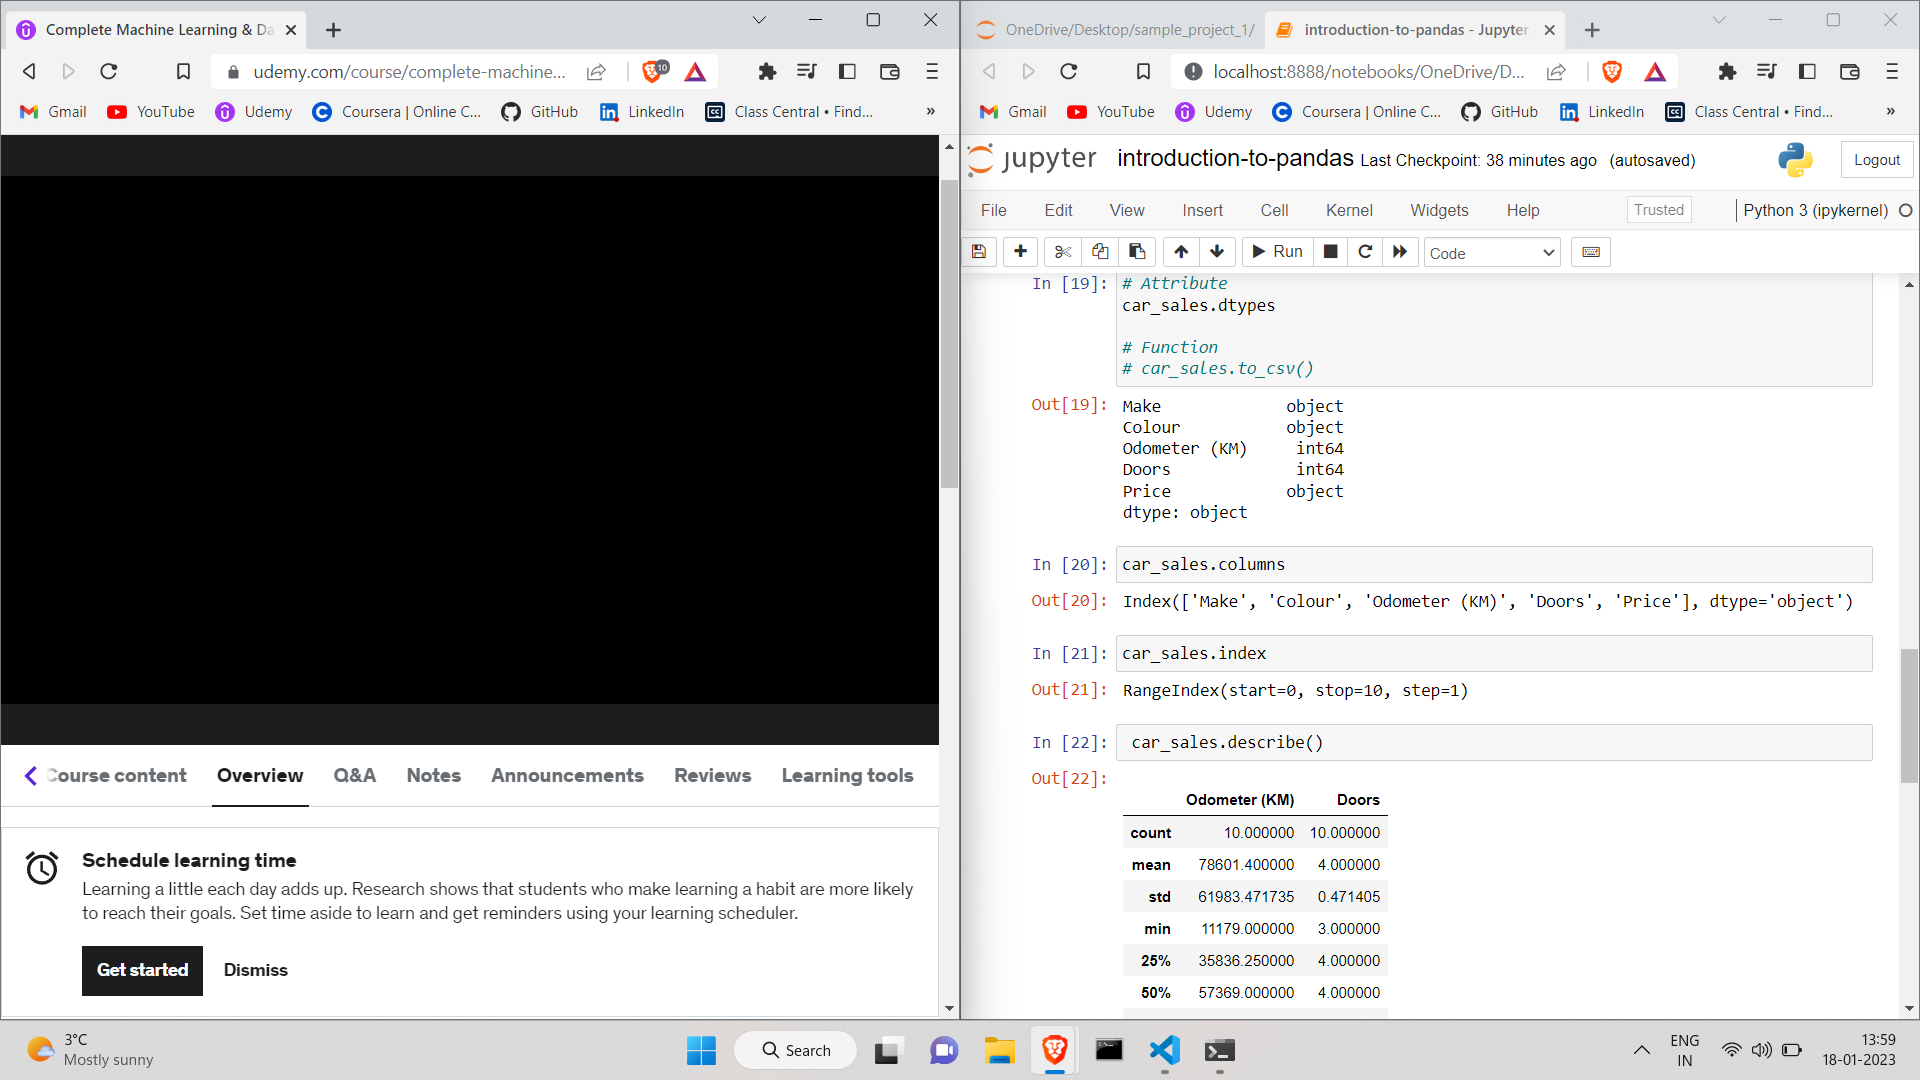 Complete Machine Learning & Da
udemy.com/course/complete-machine...
10
Gmail
YouTube
Udemy
Coursera | Online C...
GitHub
LinkedIn
Class Central • Find...
»
Course content
Overview
Q&A
Notes
Announcements
Reviews
Learning tools
Schedule learning time
Learning a little each day adds up. Research shows that students who make learning a habit are more likely
to reach their goals. Set time aside to learn and get reminders using your learning scheduler.
Get started
Dismiss
OneDrive/Desktop/sample_project_1/
introduction-to-pandas - Jupyter
localhost:8888/notebooks/OneDrive/D...
Gmail
YouTube
Udemy
Coursera | Online C...
GitHub
LinkedIn
Class Central • Find...
»
jupyter introduction-to-pandas Last Checkpoint: 38 minutes ago (autosaved)
Logout
File Edit View Insert Cell Kernel Widgets Help
Trusted
Python 3 (ipykernel)
Run
Code
In [19]: # Attribute
car_sales.dtypes
# Function
# car_sales.to_csv()
Out[19]: Make object
Colour object
Odometer (KM) int64
Doors int64
Price object
dtype: object
In [20]: car_sales.columns
Out[20]: Index(['Make', 'Colour', 'Odometer (KM)', 'Doors', 'Price'], dtype='object')
In [21]: car_sales.index
Out[21]: RangeIndex(start=0, stop=10, step=1)
In [22]: car_sales.describe()
Out[22]:
Odometer (KM) Doors
count 10.000000 10.000000
mean 78601.400000 4.000000
std 61983.471735 0.471405
min 11179.000000 3.000000
25% 35836.250000 4.000000
50% 57369.000000 4.000000
3°C
Mostly sunny
Search
ENG
IN
13:59
18-01-2023